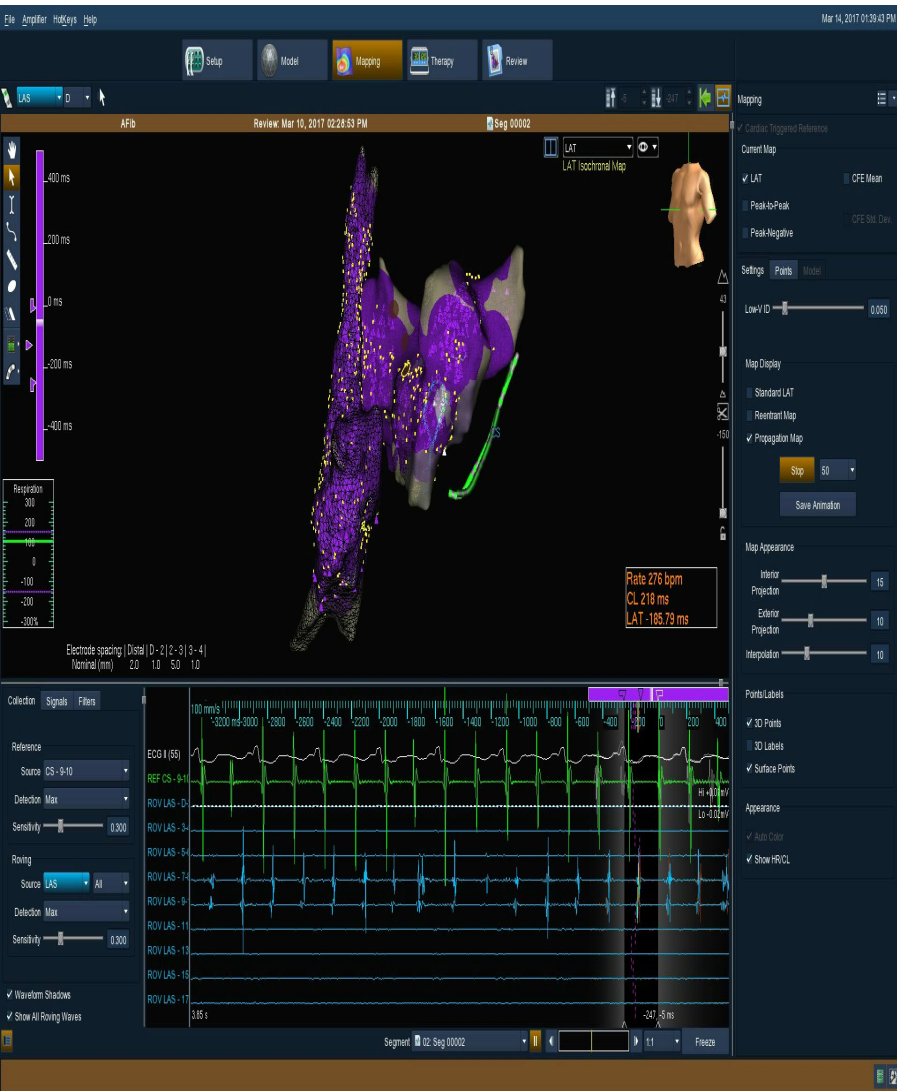 File Amplifier HotKeys Help
Mar 14, 2017 01:39:43 PM
Setup
Model
Mapping
Therapy
Review
LAS D
-5
-247
Mapping
AFib
Review: Mar 10, 2017 02:28:53 PM
Seg 00002
Cardiac Triggered Reference
Current Map
LAT
CFE Mean
Peak-to-Peak
CFE Std. Dev.
Peak-Negative
LAT
LAT Isochronal Map
400 ms
200 ms
0 ms
-200 ms
-400 ms
43
-150
Settings Points Model
Low-V ID 0.050
Map Display
Standard LAT
Reentrant Map
Propagation Map
Stop 50
Save Animation
CS
Respiration
300
200
100
0
-100
-200
-300%
Rate 276 bpm
CL 218 ms
LAT -185.79 ms
Electrode spacing: | Distal | D - 2 | 2 - 3 | 3 - 4 |
Nominal (mm) 2.0 1.0 5.0 1.0
Map Appearance
Interior
Projection 15
Exterior
Projection 10
Interpolation 10
Points/Labels
3D Points
3D Labels
Surface Points
Appearance
Auto Color
Show HR/CL
Collection Signals Filters
Reference
Source CS - 9-10
Detection Max
Sensitivity 0.300
Roving
Source LAS All
Detection Max
Sensitivity 0.300
Waveform Shadows
Show All Roving Waves
100 mm/s
-3200 ms -3000 -2800 -2600 -2400 -2200 -2000 -1800 -1600 -1400 -1200 -1000 -800 -600 -400 -200 0 200 400
ECG II (55)
REF CS - 9-10
Hi +0.03mV
ROV LAS - D-
Lo -0.02mV
ROV LAS - 3-
ROV LAS - 5-
ROV LAS - 7-
ROV LAS - 9-
ROV LAS - 11
ROV LAS - 13
ROV LAS - 15
ROV LAS - 17
3.85 s
-247, -5 ms
Segment 02: Seg 00002
1:1
Freeze